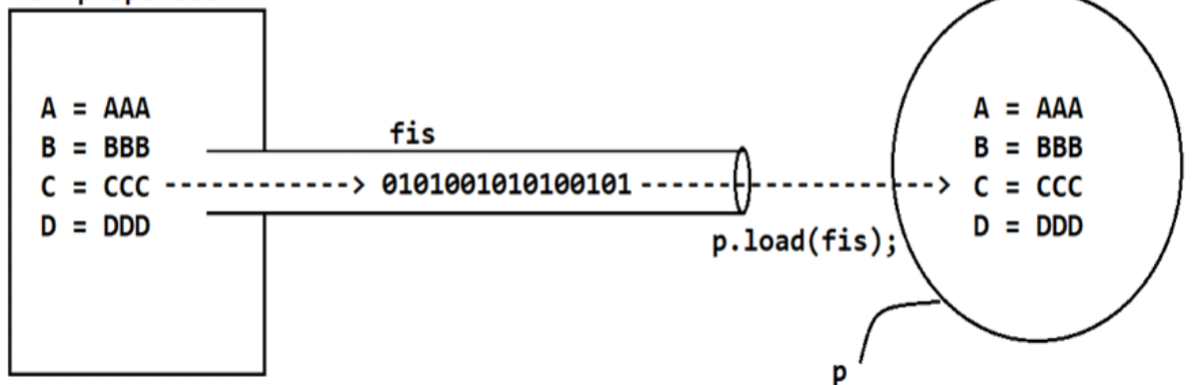 A = AAA
B = BBB
C = CCC
D = DDD
fis
------------> 0101001010100101 ------------------->
p.load(fis);
A = AAA
B = BBB
C = CCC
D = DDD
p